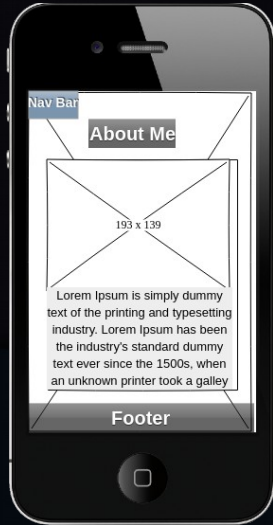 Nav Bar
About Me
193 x 139
Lorem Ipsum is simply dummy
text of the printing and typesetting
industry. Lorem Ipsum has been
the industry's standard dummy
text ever since the 1500s, when
an unknown printer took a galley
Footer